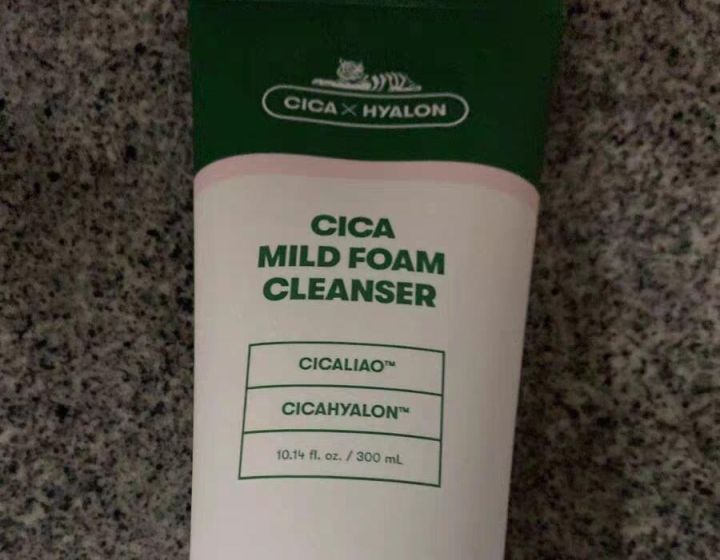 CICA × HYALON
CICA
MILD FOAM
CLEANSER
CICALIAO™
CICAHYALON™
10.14 fl. oz. / 300 mL